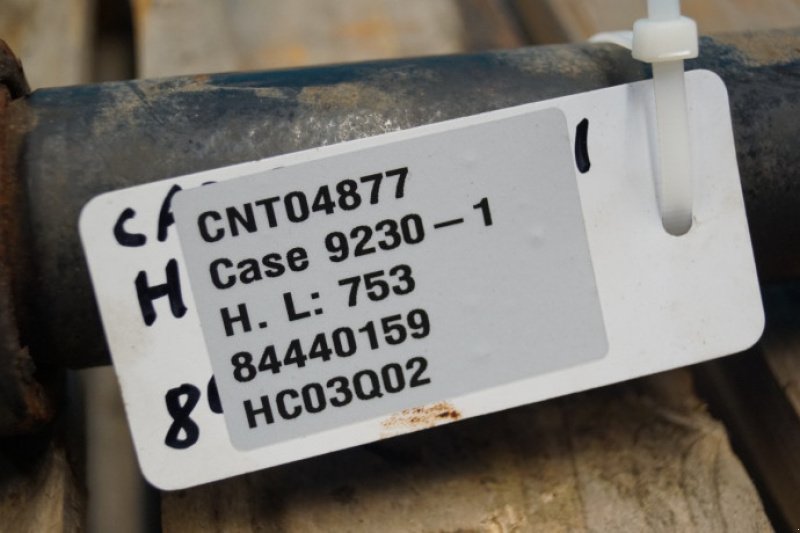 CNT04877
Case 9230-1
H. L: 753
84440159
HC03Q02